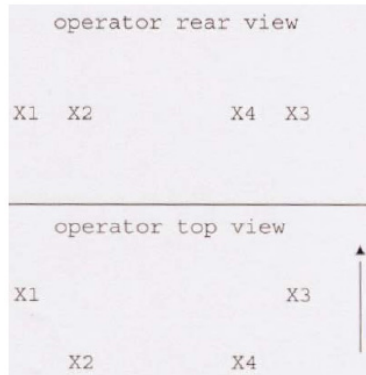 operator rear view
X1 X2 X4 X3
operator top view
X1 X3
X2 X4